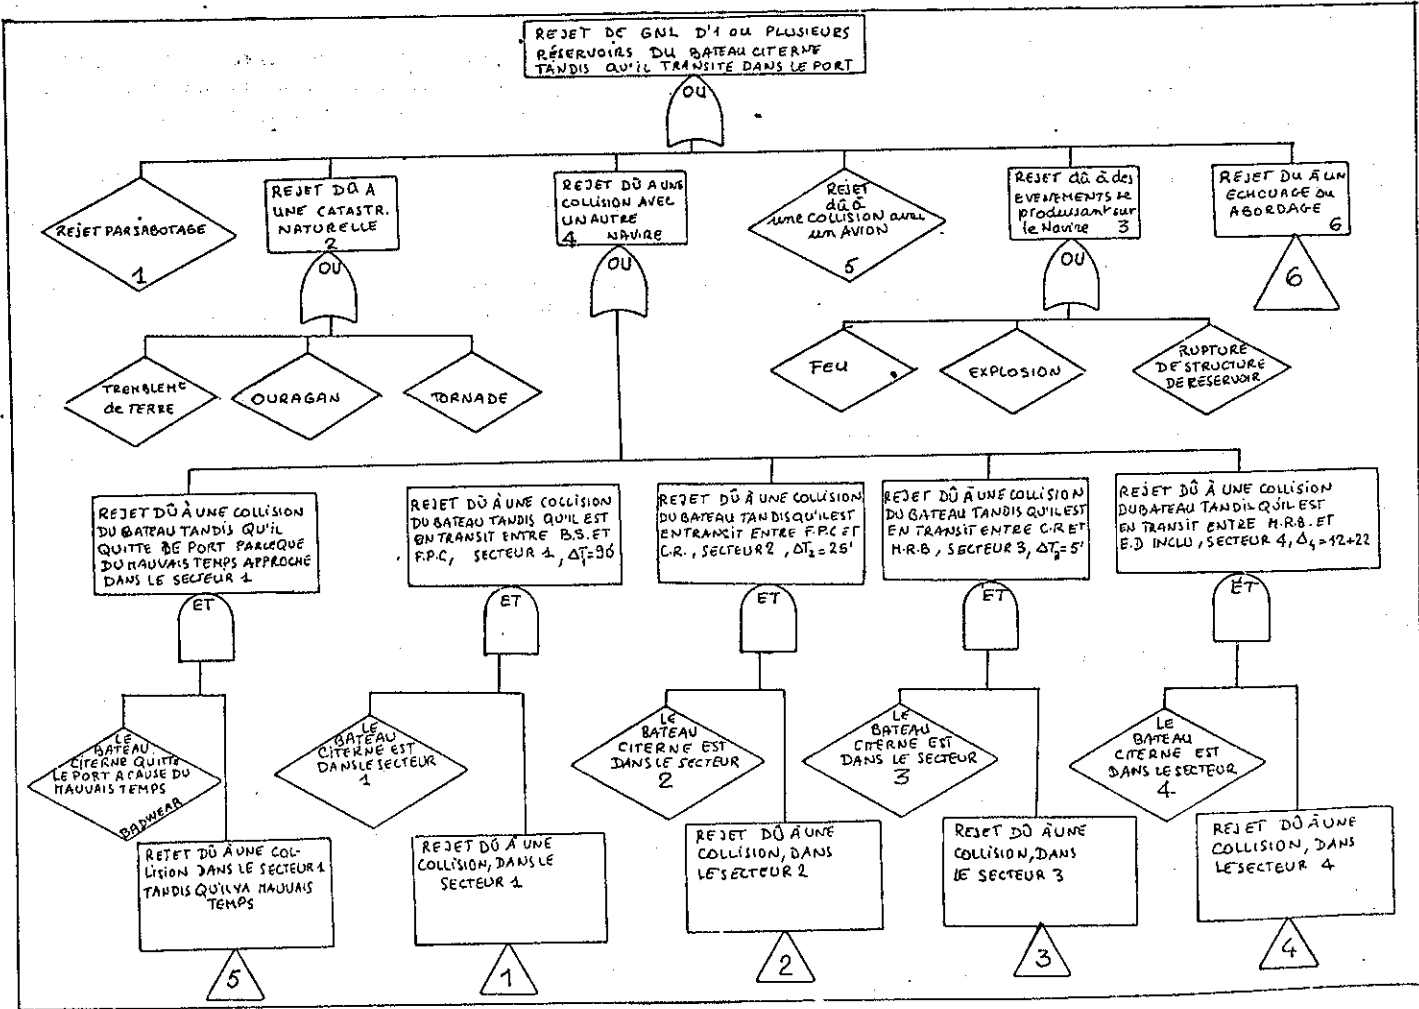 REJET DE GNL D'1 OU PLUSIEURS
RÉSERVOIRS DU BATEAU CITERNE
TANDIS QU'IL TRANSITE DANS LE PORT
OU
REJET PAR SABOTAGE
1
REJET DÛ A
UNE CATASTR.
NATURELLE
2
OU
REJET DÛ A UNE
COLLISION AVEC
UN AUTRE
4 NAVIRE
OU
REJET
dû à
une COLLISION avec
un AVION
5
REJET dû à des
EVENEMENTS se
produisant sur
le Navire 3
OU
REJET DU À UN
ECHOUAGE OU
ABORDAGE
6
6
TREMBLEME
de TERRE
OURAGAN
TORNADE
FEU
EXPLOSION
RUPTURE
DE STRUCTURE
DE RÉSERVOIR
REJET DÛ À UNE COLLISION
DU BATEAU TANDIS QU'IL
QUITTE DE PORT PARCE QUE
DU MAUVAIS TEMPS APPROCHE
DANS LE SECTEUR 1
ET
REJET DÛ À UNE COLLISION
DU BATEAU TANDIS QU'IL EST
EN TRANSIT ENTRE B.S. ET
F.P.C, SECTEUR 1, ΔT₁=90
ET
REJET DÛ À UNE COLLISION
DU BATEAU TANDIS QU'IL EST
EN TRANSIT ENTRE F.P.C ET
C.R., SECTEUR 2, ΔT₂=25'
ET
REJET DÛ À UNE COLLISION
DU BATEAU TANDIS QU'IL EST
EN TRANSIT ENTRE C.R ET
M.R.B, SECTEUR 3, ΔT₃=5'
ET
REJET DÛ À UNE COLLISION
DU BATEAU TANDIS QU'IL EST
EN TRANSIT ENTRE M.R.B. ET
E.D INCLU, SECTEUR 4, Δ₄=12+22
ET
LE
BATEAU
CITERNE QUITTE
LE PORT A CAUSE DU
MAUVAIS TEMPS
BADWEAR
LE
BATEAU
CITERNE EST
DANS LE SECTEUR
1
LE
BATEAU
CITERNE EST
DANS LE SECTEUR
2
LE
BATEAU
CITERNE EST
DANS LE SECTEUR
3
LE
BATEAU
CITERNE EST
DANS LE SECTEUR
4
REJET DÛ À UNE COL-
LISION DANS LE SECTEUR 1
TANDIS QU'IL Y A MAUVAIS
TEMPS
5
REJET DÛ À UNE
COLLISION, DANS LE
SECTEUR 1
1
REJET DÛ À UNE
COLLISION, DANS
LE SECTEUR 2
2
REJET DÛ À UNE
COLLISION, DANS
LE SECTEUR 3
3
REJET DÛ À UNE
COLLISION, DANS
LE SECTEUR 4
4